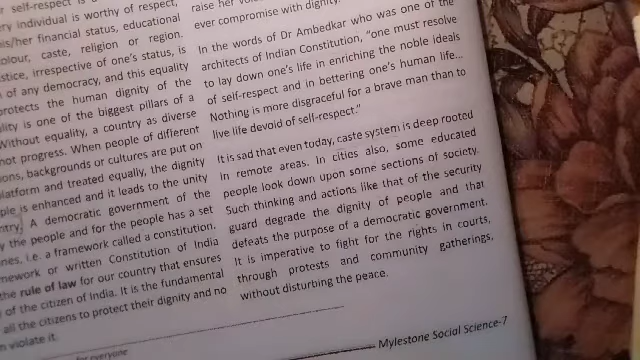 self-respect is
ry individual is worthy of respect,
is/her financial status, educational
olour, caste, religion or region.
stice, irrespective of one's status, is
of any democracy, and this equality
rotects the human dignity of the
lity is one of the biggest pillars of a
Without equality, a country as diverse
not progress. When people of different
ons, backgrounds or cultures are put on
latform and treated equally, the dignity
ple is enhanced and it leads to the unity
ntry. A democratic government of the
y the people and for the people has a set
nes, i.e. a framework called a constitution.
mework or written Constitution of India
the rule of law for our country that ensures
of the citizen of India. It is the fundamental
all the citizens to protect their dignity and no
n violate it.
for everyone
raise her
ever compromise with dignity.
In the words of Dr Ambedkar who was one of the
architects of Indian Constitution, "one must resolve
to lay down one's life in enriching the noble ideals
of self-respect and in bettering one's human life...
Nothing is more disgraceful for a brave man than to
live life devoid of self-respect."
It is sad that even today, caste system is deep rooted
in remote areas. In cities also, some educated
people look down upon some sections of society.
Such thinking and actions like that of the security
guard degrade the dignity of people and that
defeats the purpose of a democratic government.
It is imperative to fight for the rights in courts,
through protests and community gatherings,
without disturbing the peace.
Mylestone Social Science-7